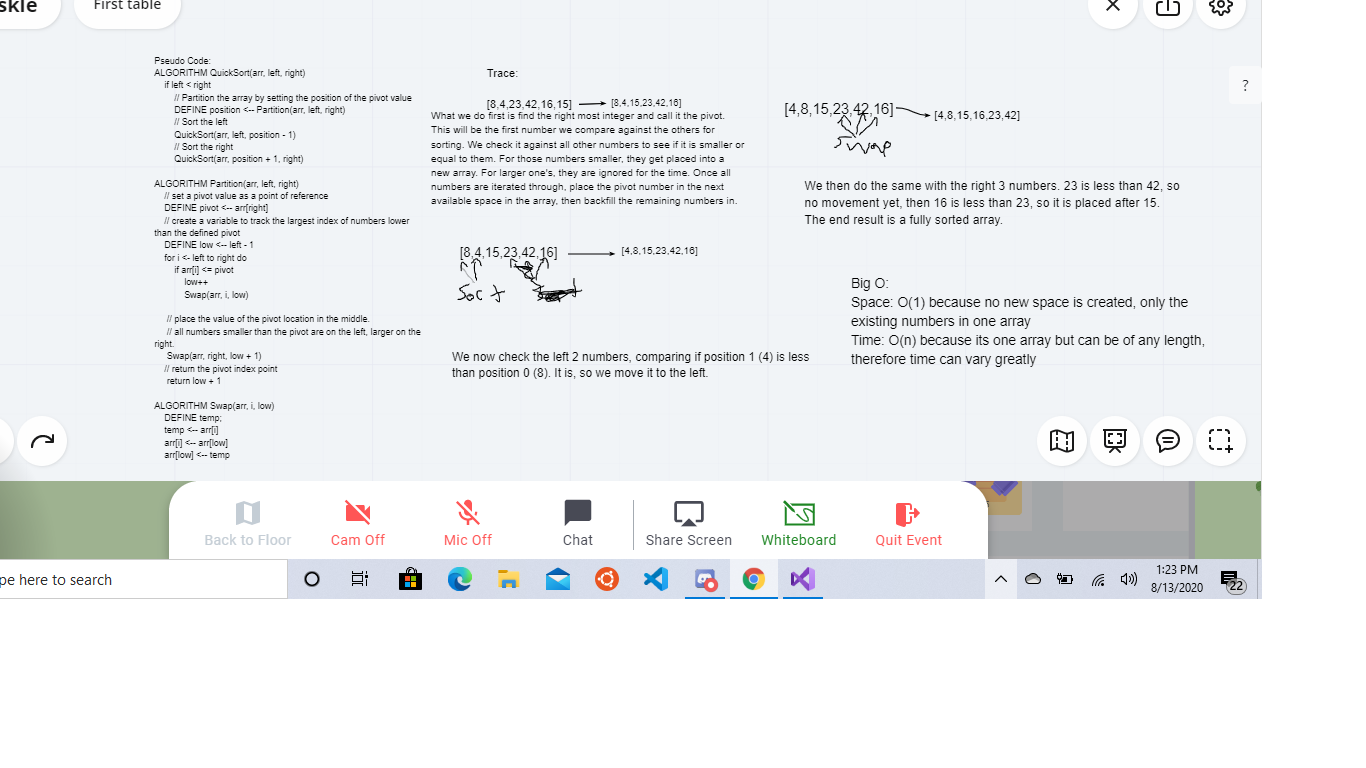 skle
First table
Pseudo Code:
ALGORITHM QuickSort(arr, left, right)
if left < right
// Partition the array by setting the position of the pivot value
DEFINE position <-- Partition(arr, left, right)
// Sort the left
QuickSort(arr, left, position - 1)
// Sort the right
QuickSort(arr, position + 1, right)
ALGORITHM Partition(arr, left, right)
// set a pivot value as a point of reference
DEFINE pivot <-- arr[right]
// create a variable to track the largest index of numbers lower
than the defined pivot
DEFINE low <-- left - 1
for i <- left to right do
if arr[i] <= pivot
low++
Swap(arr, i, low)
// place the value of the pivot location in the middle.
// all numbers smaller than the pivot are on the left, larger on the
right.
Swap(arr, right, low + 1)
// return the pivot index point
return low + 1
ALGORITHM Swap(arr, i, low)
DEFINE temp;
temp <-- arr[i]
arr[i] <-- arr[low]
arr[low] <-- temp
Trace:
[8,4,23,42,16,15]
[8,4,15,23,42,16]
What we do first is find the right most integer and call it the pivot.
This will be the first number we compare against the others for
sorting. We check it against all other numbers to see if it is smaller or
equal to them. For those numbers smaller, they get placed into a
new array. For larger one's, they are ignored for the time. Once all
numbers are iterated through, place the pivot number in the next
available space in the array, then backfill the remaining numbers in.
[8,4,15,23,42,16]
[4,8,15,23,42,16]
Sort
We now check the left 2 numbers, comparing if position 1 (4) is less
than position 0 (8). It is, so we move it to the left.
[4,8,15,23,42,16]
[4,8,15,16,23,42]
Swap
We then do the same with the right 3 numbers. 23 is less than 42, so
no movement yet, then 16 is less than 23, so it is placed after 15.
The end result is a fully sorted array.
Big O:
Space: O(1) because no new space is created, only the
existing numbers in one array
Time: O(n) because its one array but can be of any length,
therefore time can vary greatly
?
Back to Floor
Cam Off
Mic Off
Chat
Share Screen
Whiteboard
Quit Event
pe here to search
1:23 PM
8/13/2020
22